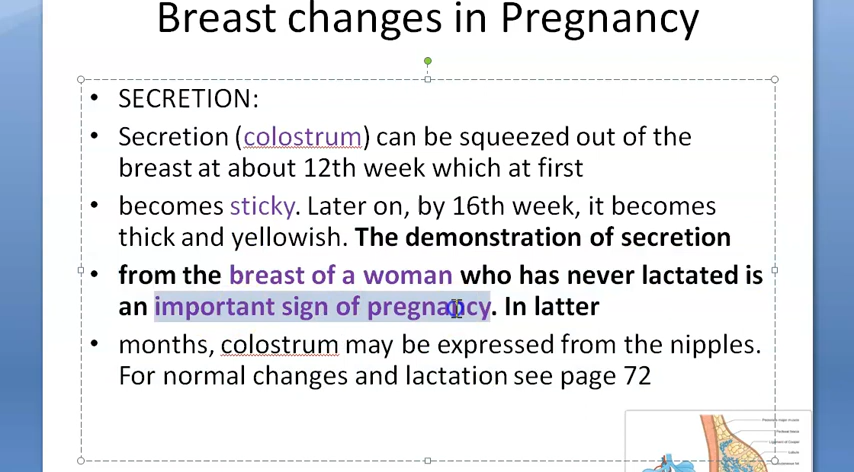 Breast changes in Pregnancy
• SECRETION:
• Secretion (colostrum) can be squeezed out of the
breast at about 12th week which at first
• becomes sticky. Later on, by 16th week, it becomes
thick and yellowish. The demonstration of secretion
• from the breast of a woman who has never lactated is
an important sign of pregnancy. In latter
• months, colostrum may be expressed from the nipples.
For normal changes and lactation see page 72